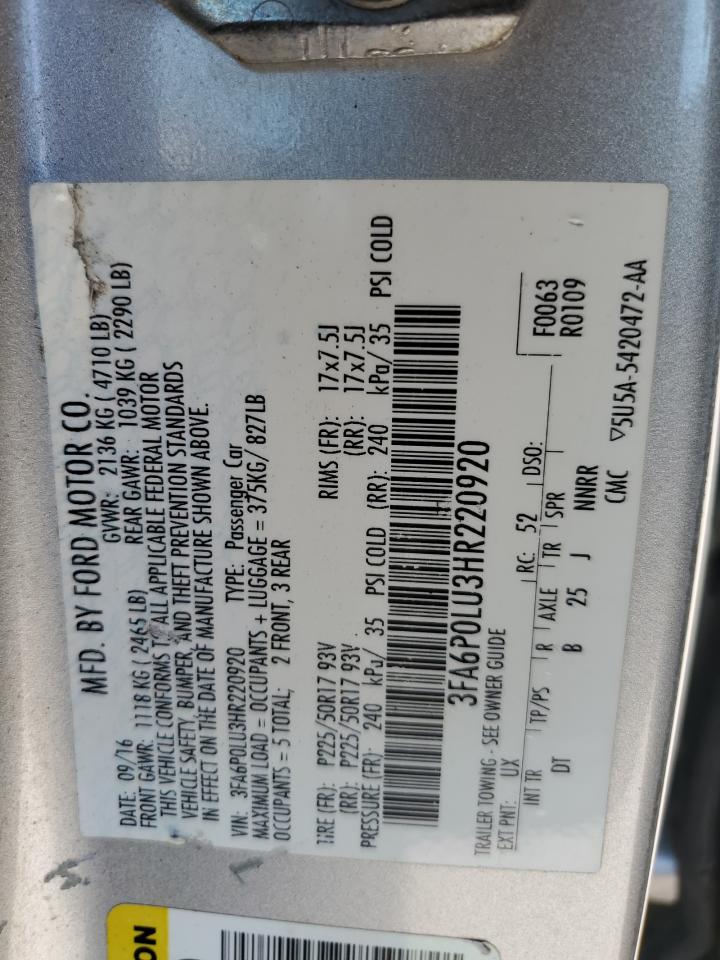 MFD. BY FORD MOTOR CO.
DATE: 09/16 GVWR: 2136 KG ( 4710 LB)
FRONT GAWR: 1118 KG ( 2465 LB) REAR GAWR: 1039 KG ( 2290 LB)
THIS VEHICLE CONFORMS TO ALL APPLICABLE FEDERAL MOTOR
VEHICLE SAFETY, BUMPER, AND THEFT PREVENTION STANDARDS
IN EFFECT ON THE DATE OF MANUFACTURE SHOWN ABOVE.
VIN: 3FA6P0LU3HR220920 TYPE: Passenger Car
MAXIMUM LOAD = OCCUPANTS + LUGGAGE = 375KG/ 827LB
OCCUPANTS = 5 TOTAL; 2 FRONT, 3 REAR
TIRE (FR): P225/50R17 93V RIMS (FR): 17x7.5J
(RR): P225/50R17 93V (RR): 17x7.5J
PRESSURE (FR): 240 kPa/ 35 PSI COLD (RR): 240 kPa/ 35 PSI COLD
3FA6P0LU3HR220920
TRAILER TOWING - SEE OWNER GUIDE
EXT PNT: UX RC: 52 DSO: F0063
R0109
INT TR TP/PS R AXLE TR SPR
DT B 25 J NNRR
CMC ▽5U5A-5420472-AA
ON